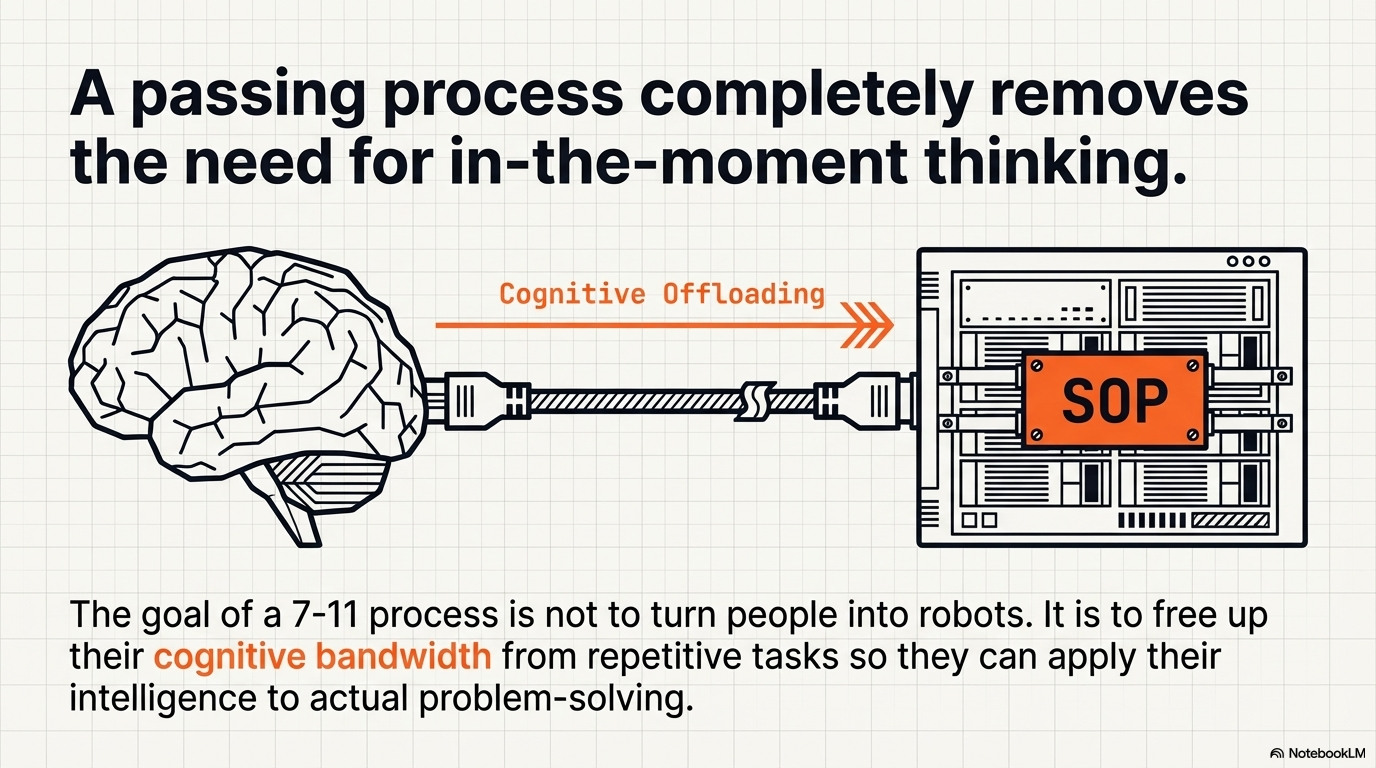 A passing process completely removes
the need for in-the-moment thinking.
Cognitive Offloading
SOP
The goal of a 7-11 process is not to turn people into robots. It is to free up
their cognitive bandwidth from repetitive tasks so they can apply their
intelligence to actual problem-solving.
NotebookLM